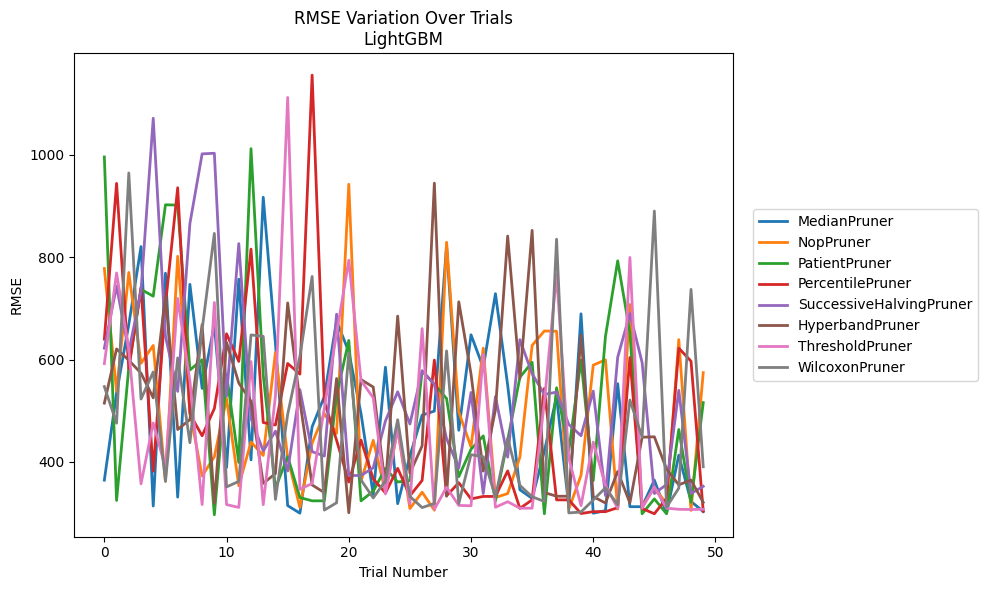 RMSE Variation Over Trials
LightGBM
RMSE
1000
800
600
400
0
10
20
30
40
50
Trial Number
MedianPruner
NopPruner
PatientPruner
PercentilePruner
SuccessiveHalvingPruner
HyperbandPruner
ThresholdPruner
WilcoxonPruner